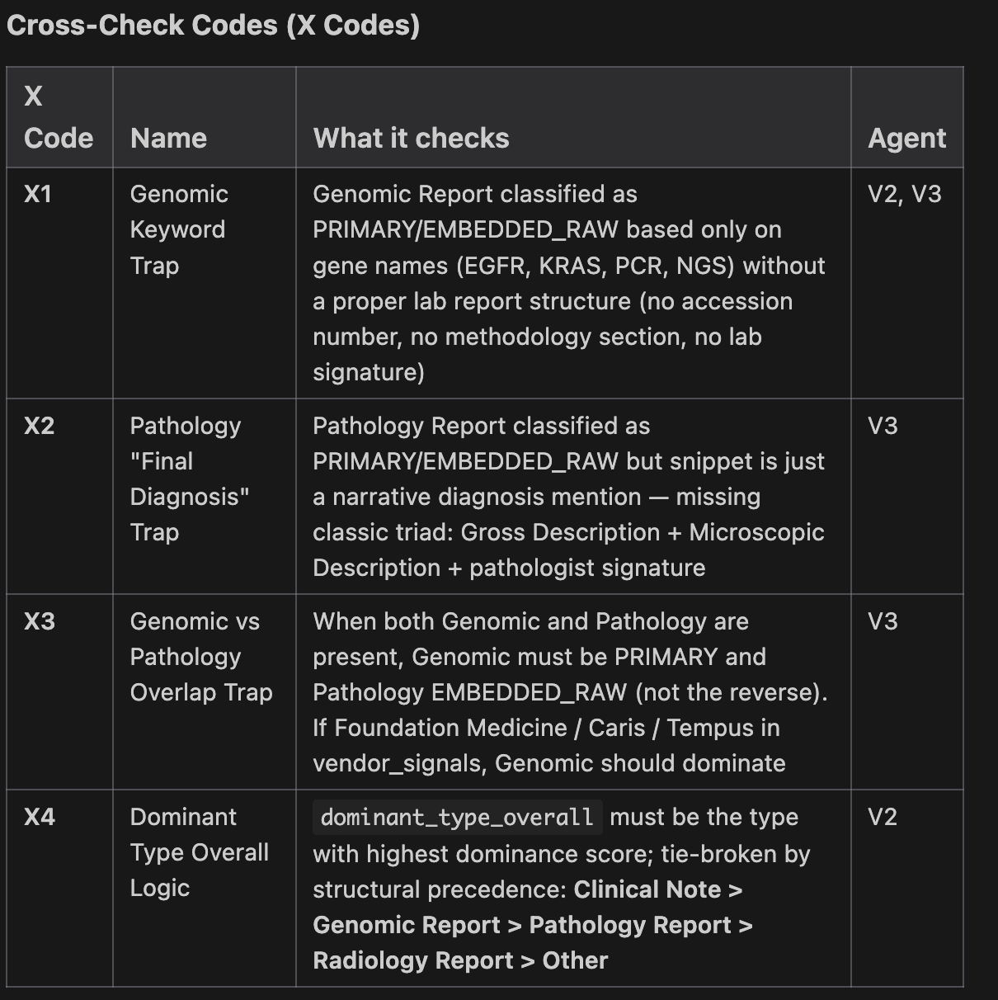 Cross-Check Codes (X Codes)
X
Code
Name
What it checks
Agent
X1
Genomic
Keyword
Trap
Genomic Report classified as
PRIMARY/EMBEDDED_RAW based only on
gene names (EGFR, KRAS, PCR, NGS) without
a proper lab report structure (no accession
number, no methodology section, no lab
signature)
V2, V3
X2
Pathology
"Final
Diagnosis"
Trap
Pathology Report classified as
PRIMARY/EMBEDDED_RAW but snippet is just
a narrative diagnosis mention — missing
classic triad: Gross Description + Microscopic
Description + pathologist signature
V3
X3
Genomic vs
Pathology
Overlap Trap
When both Genomic and Pathology are
present, Genomic must be PRIMARY and
Pathology EMBEDDED_RAW (not the reverse).
If Foundation Medicine / Caris / Tempus in
vendor_signals, Genomic should dominate
V3
X4
Dominant
Type Overall
Logic
dominant_type_overall must be the type
with highest dominance score; tie-broken by
structural precedence: Clinical Note >
Genomic Report > Pathology Report >
Radiology Report > Other
V2